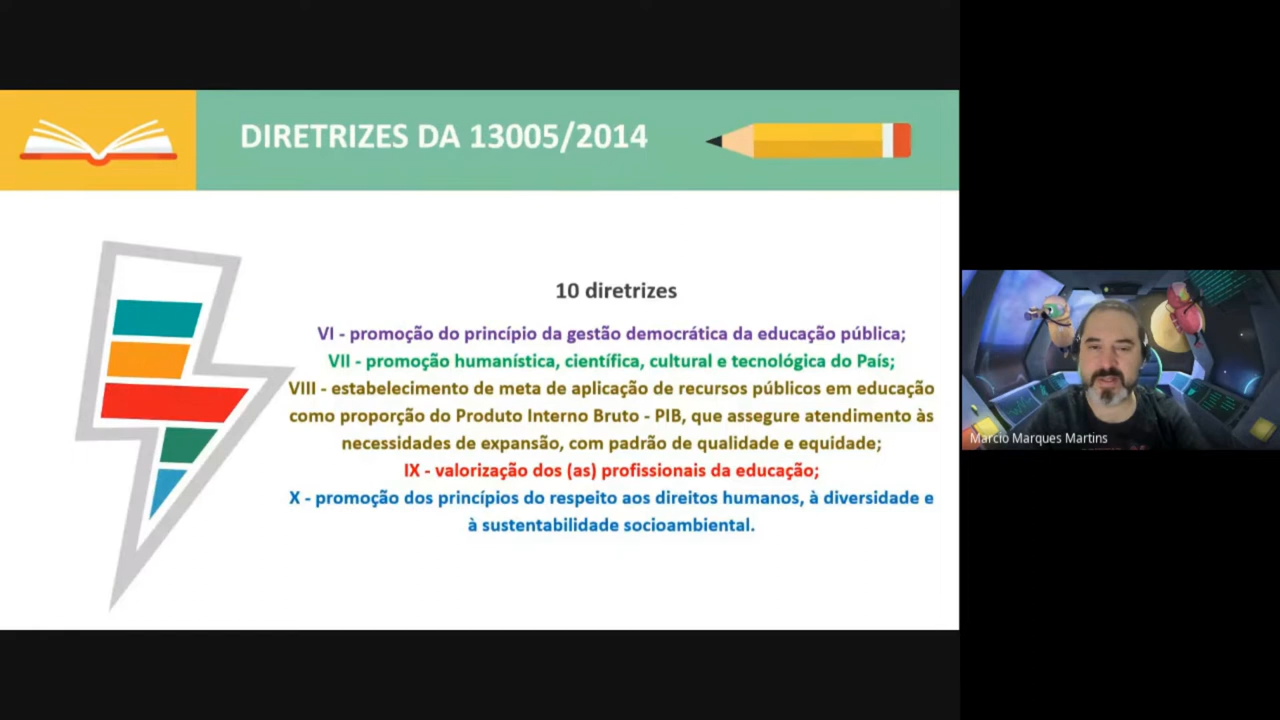 DIRETRIZES DA 13005/2014
10 diretrizes
VI - promoção do princípio da gestão democrática da educação pública;
VII - promoção humanística, científica, cultural e tecnológica do País;
VIII - estabelecimento de meta de aplicação de recursos públicos em educação
como proporção do Produto Interno Bruto - PIB, que assegure atendimento às
necessidades de expansão, com padrão de qualidade e equidade;
IX - valorização dos (as) profissionais da educação;
X - promoção dos princípios do respeito aos direitos humanos, à diversidade e
à sustentabilidade socioambiental.
Marcio Marques Martins